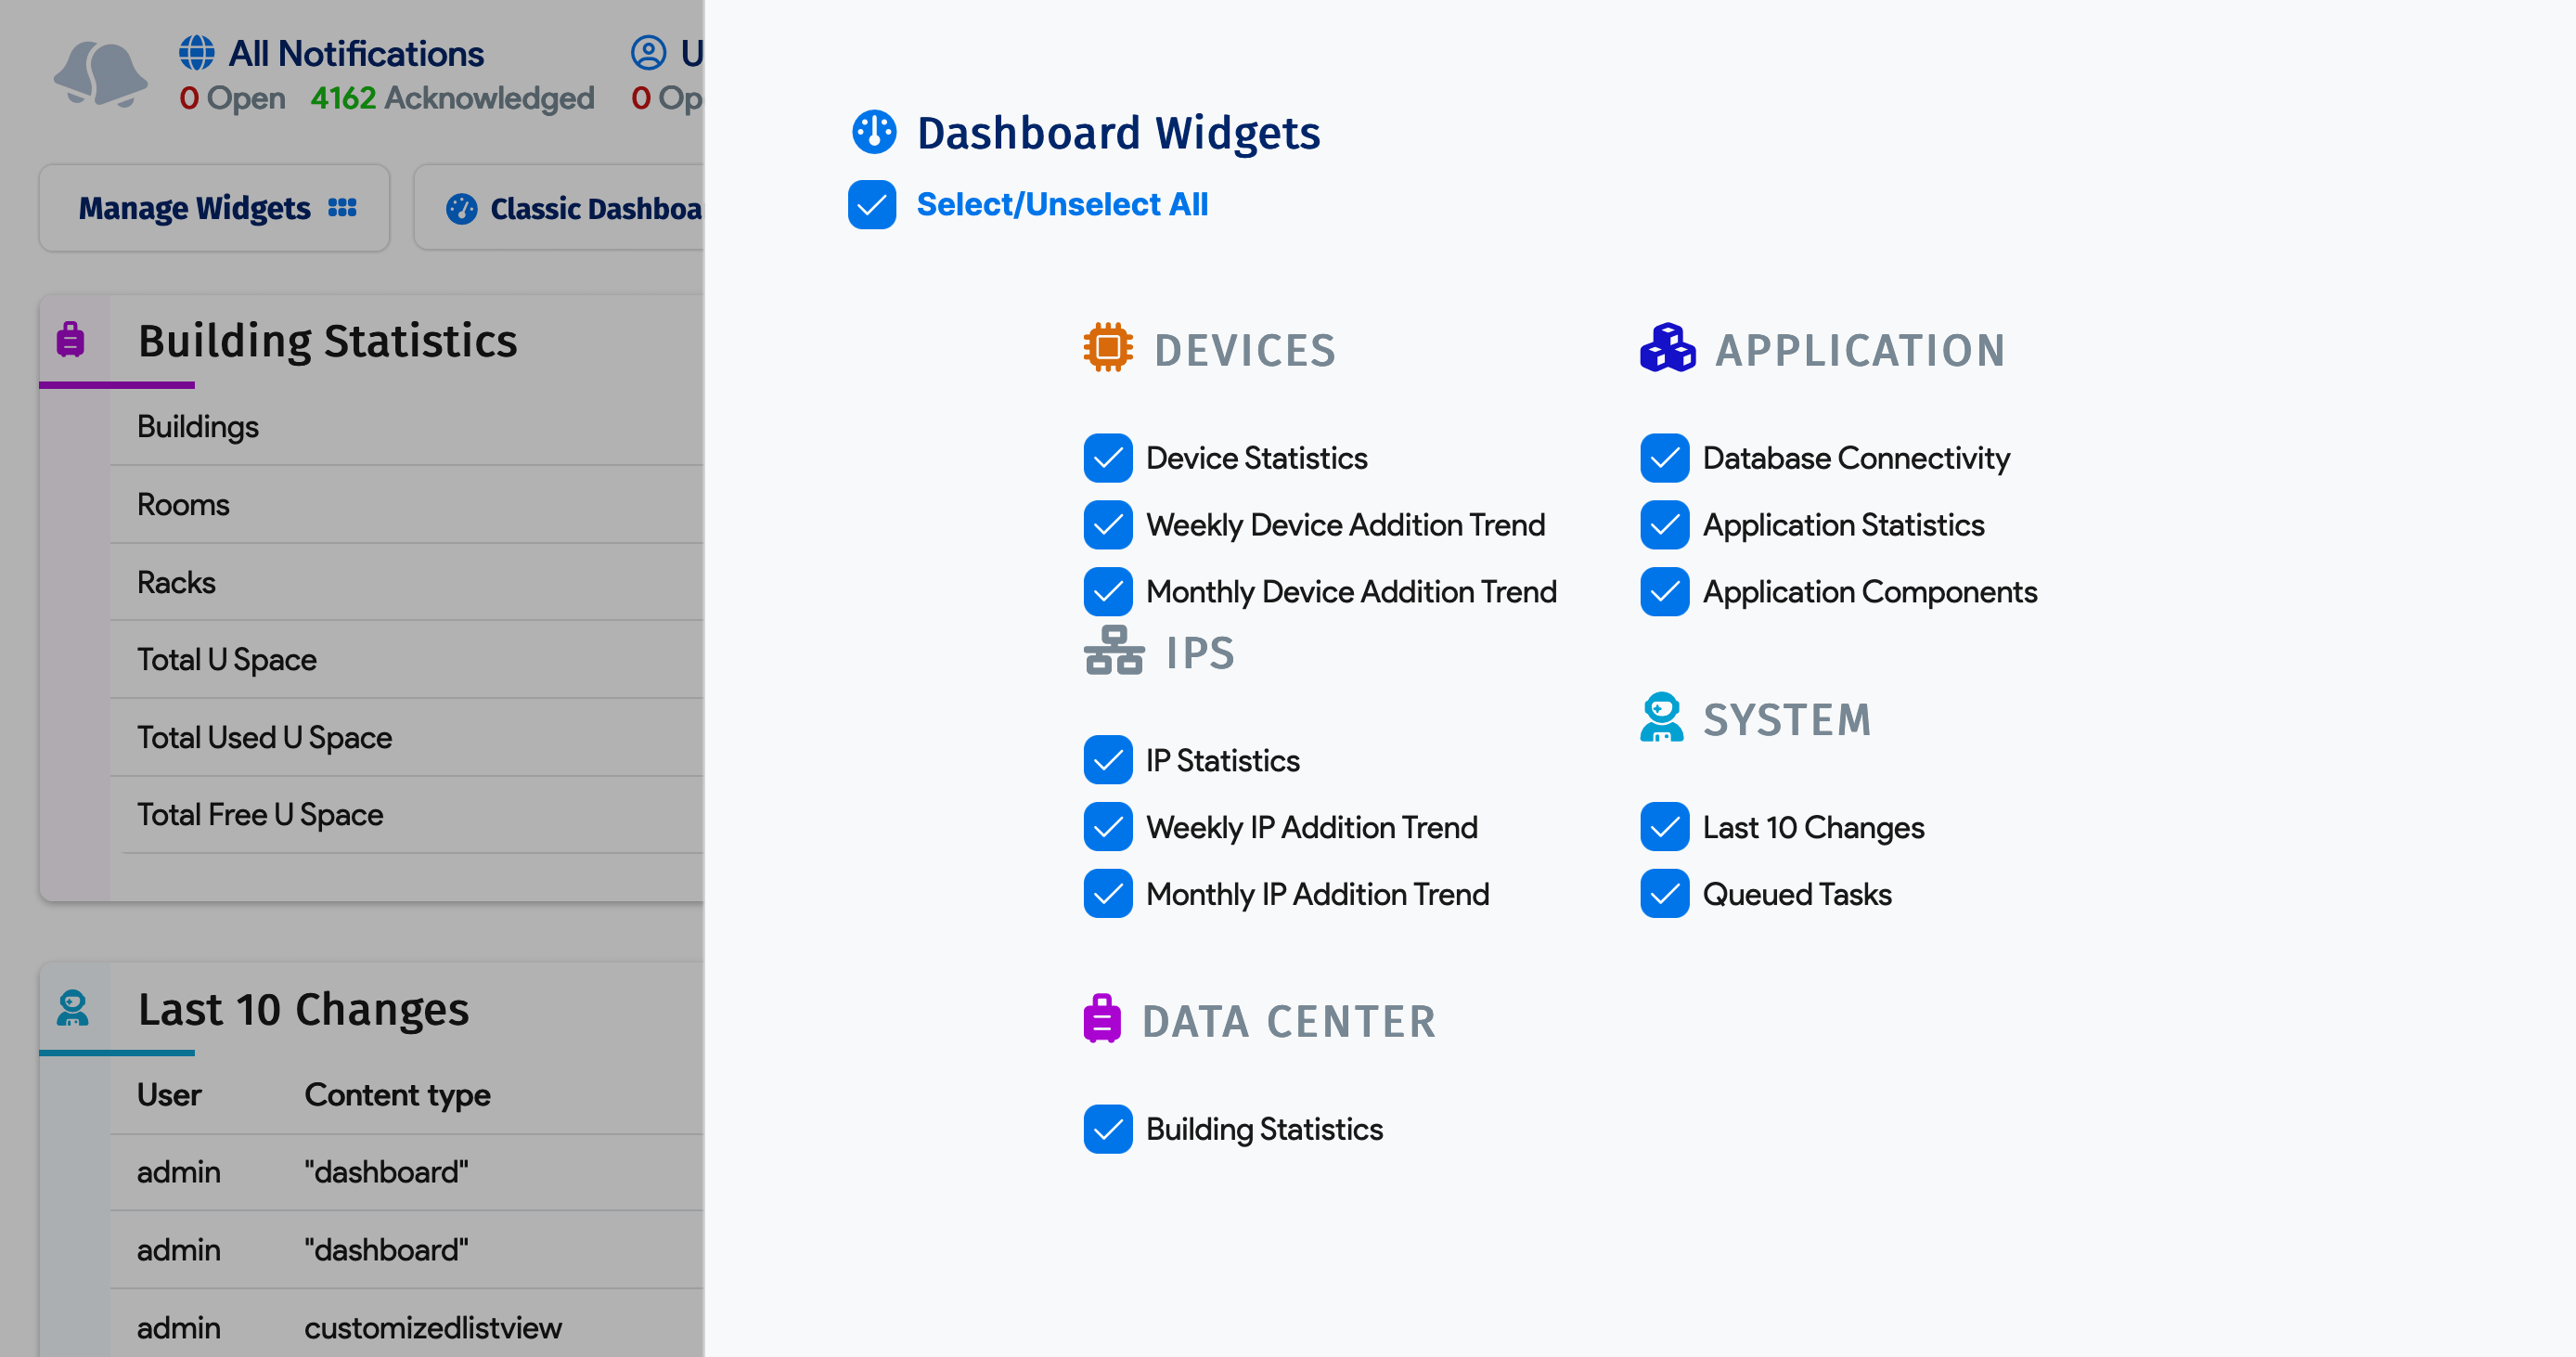 All Notifications
0 Open 4162 Acknowledged
U
0 Op
Manage Widgets
Classic Dashboa
Building Statistics
Buildings
Rooms
Racks
Total U Space
Total Used U Space
Total Free U Space
Last 10 Changes
User Content type
admin "dashboard"
admin "dashboard"
admin customizedlistview
Dashboard Widgets
Select/Unselect All
DEVICES
Device Statistics
Weekly Device Addition Trend
Monthly Device Addition Trend
IPS
IP Statistics
Weekly IP Addition Trend
Monthly IP Addition Trend
DATA CENTER
Building Statistics
APPLICATION
Database Connectivity
Application Statistics
Application Components
SYSTEM
Last 10 Changes
Queued Tasks